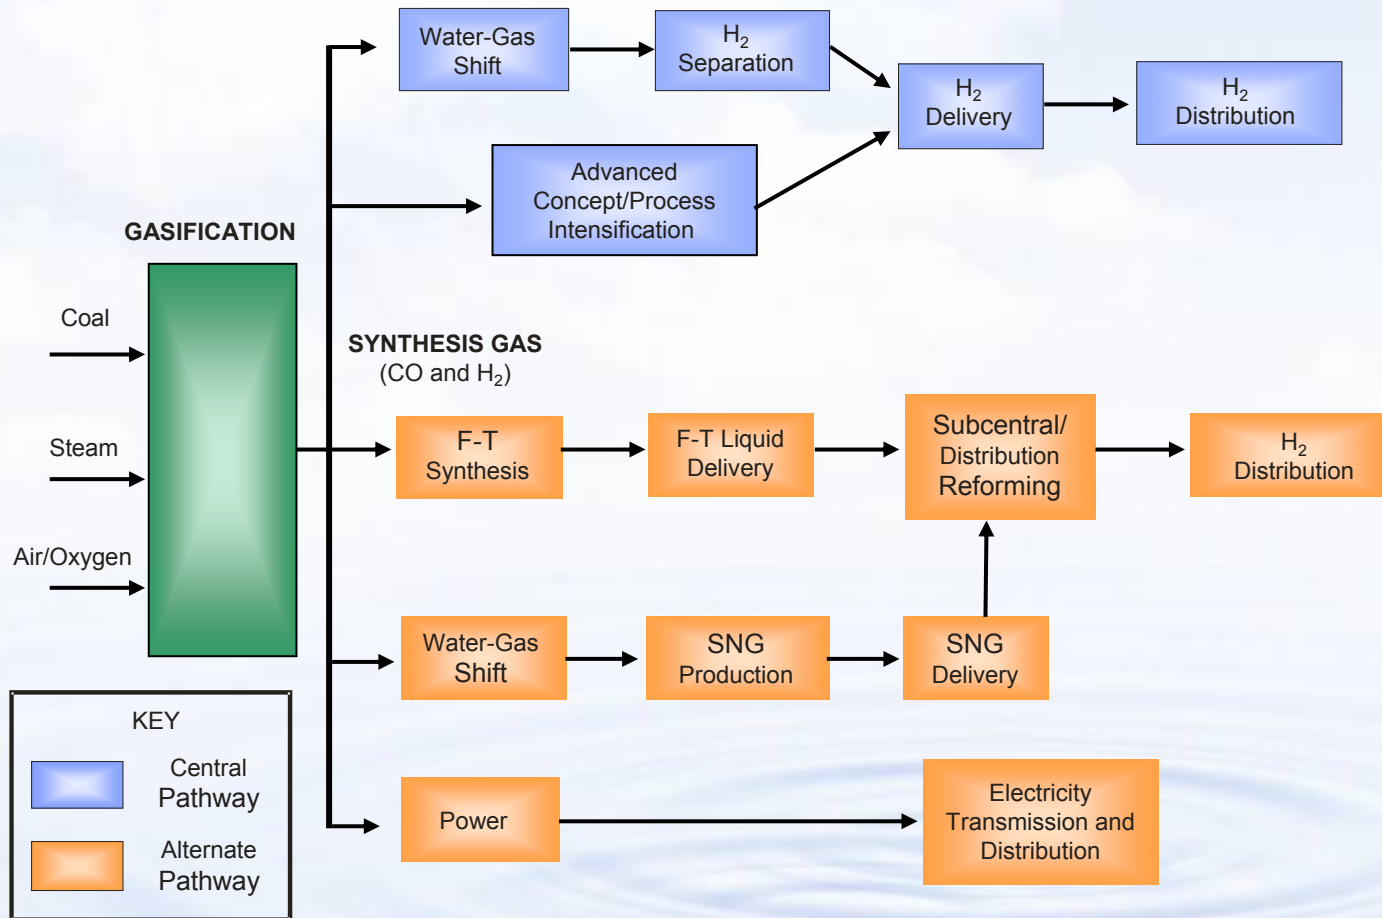 Water-Gas
Shift
H₂
Separation
H₂
Delivery
H₂
Distribution
Advanced
Concept/Process
Intensification
GASIFICATION
Coal
Steam
Air/Oxygen
SYNTHESIS GAS
(CO and H₂)
F-T
Synthesis
F-T Liquid
Delivery
Subcentral/
Distribution
Reforming
H₂
Distribution
Water-Gas
Shift
SNG
Production
SNG
Delivery
Power
Electricity
Transmission and
Distribution
KEY
Central
Pathway
Alternate
Pathway